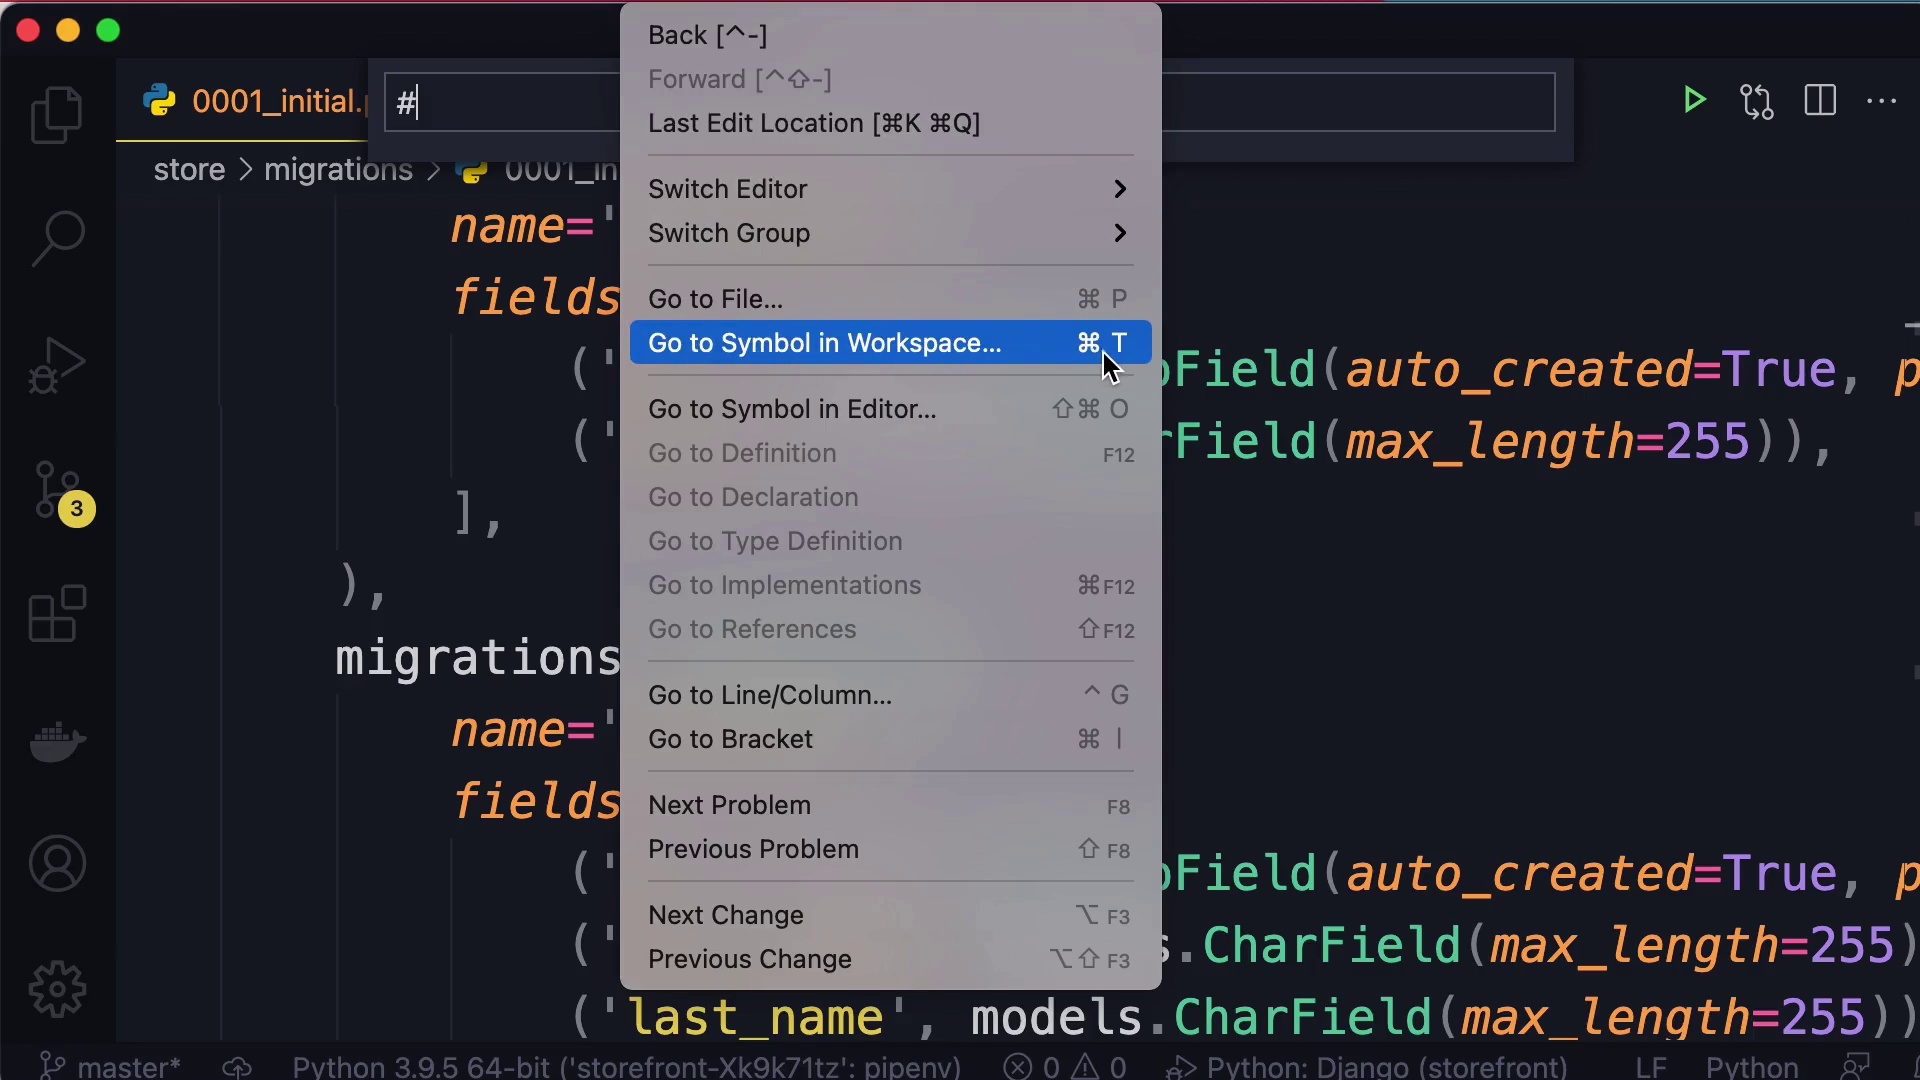 Back [^-]
Forward [^⇧-]
Last Edit Location [⌘K ⌘Q]
Switch Editor
Switch Group
Go to File... ⌘ P
Go to Symbol in Workspace... ⌘ T
Go to Symbol in Editor... ⇧⌘ O
Go to Definition F12
Go to Declaration
Go to Type Definition
Go to Implementations ⌘F12
Go to References ⇧F12
Go to Line/Column... ^ G
Go to Bracket ⌘ |
Next Problem F8
Previous Problem ⇧ F8
Next Change ⌥ F3
Previous Change ⌥⇧ F3
0001_initial.
#
store > migrations > 0001_in
name='
fields
(' Field(auto_created=True, p
(' Field(max_length=255)),
],
),
migrations
name='
fields
(' Field(auto_created=True, p
(' .CharField(max_length=255)
('last_name', models.CharField(max_length=255))
3
master* Python 3.9.5 64-bit ('storefront-Xk9k71tz': pipenv) 0 0 Python: Django (storefront) LF Python